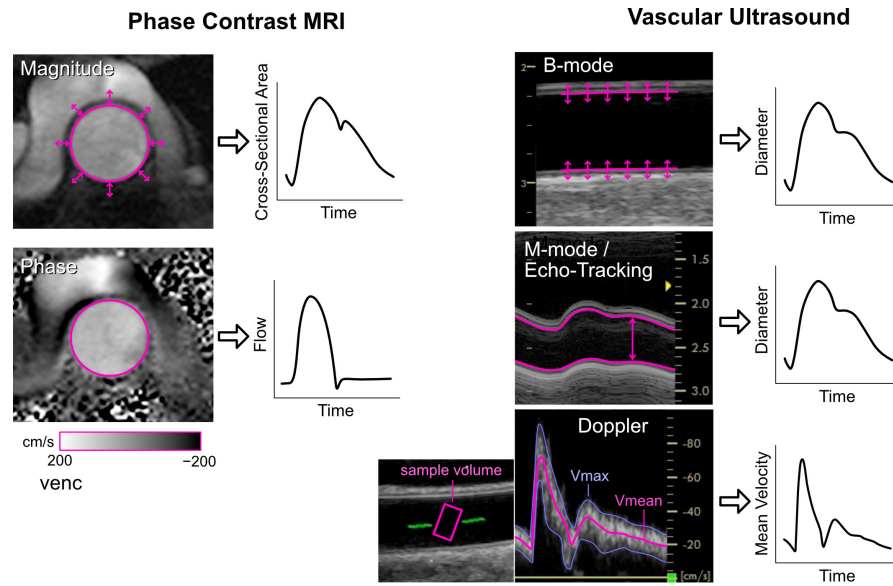 Phase Contrast MRI
Magnitude
Cross-Sectional Area
Time
Phase
Flow
Time
cm/s
200
−200
venc
Vascular Ultrasound
B-mode
2
3
Diameter
Time
M-mode /
Echo-Tracking
1.5
2.0
2.5
3.0
Diameter
Time
sample volume
Doppler
Vmax
Vmean
-80
-60
-40
-20
[cm/s]
Mean Velocity
Time